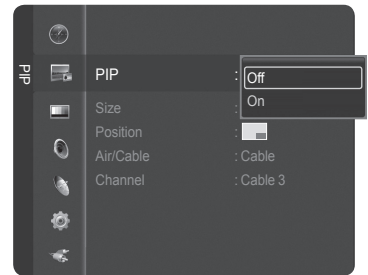 PIP
PIP : Off
On
Size :
Position :
Air/Cable : Cable
Channel : Cable 3